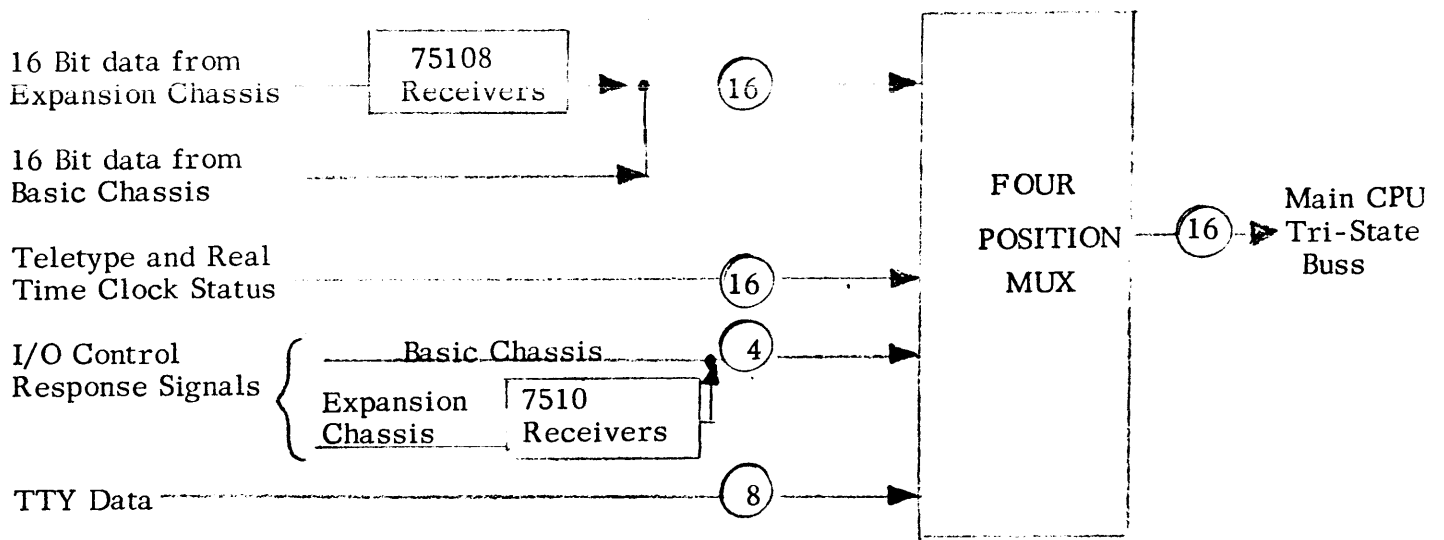 16 Bit data from
Expansion Chassis
75108
Receivers
16
16 Bit data from
Basic Chassis
FOUR
POSITION
MUX
16
Main CPU
Tri-State
Buss
Teletype and Real
Time Clock Status
16
I/O Control
Response Signals
Basic Chassis
4
Expansion
Chassis
7510
Receivers
TTY Data
8